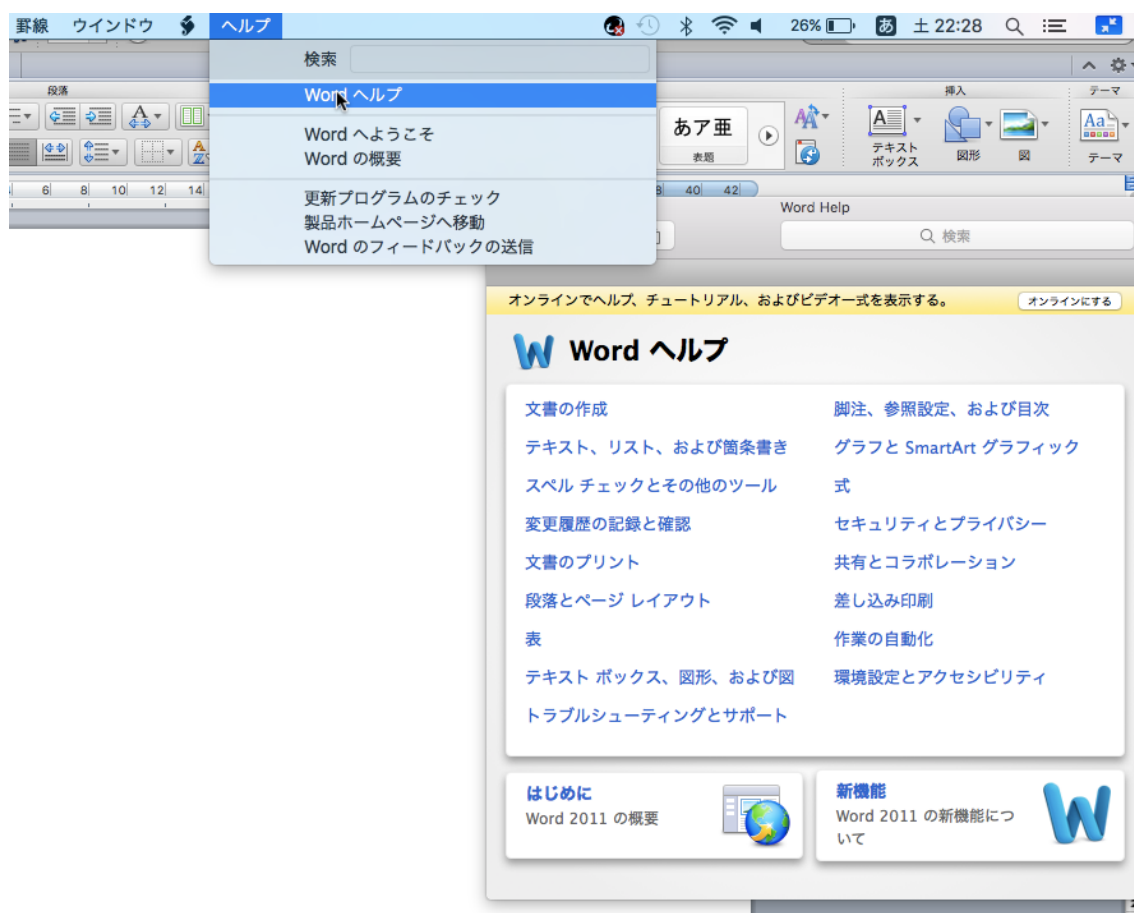 罫線 ウインドウ ヘルプ 26% あ 土 22:28
検索
Word ヘルプ
Word へようこそ
Word の概要
更新プログラムのチェック
製品ホームページへ移動
Word のフィードバックの送信
段落
挿入
テーマ
あア亜
表題
テキスト
ボックス
図形
図
Aa
テーマ
6 8 10 12 14
40 42
Word Help
検索
オンラインでヘルプ、チュートリアル、およびビデオ一式を表示する。
オンラインにする
Word ヘルプ
文書の作成
テキスト、リスト、および箇条書き
スペル チェックとその他のツール
変更履歴の記録と確認
文書のプリント
段落とページ レイアウト
表
テキスト ボックス、図形、および図
トラブルシューティングとサポート
脚注、参照設定、および目次
グラフと SmartArt グラフィック
式
セキュリティとプライバシー
共有とコラボレーション
差し込み印刷
作業の自動化
環境設定とアクセシビリティ
はじめに
Word 2011 の概要
新機能
Word 2011 の新機能につ
いて